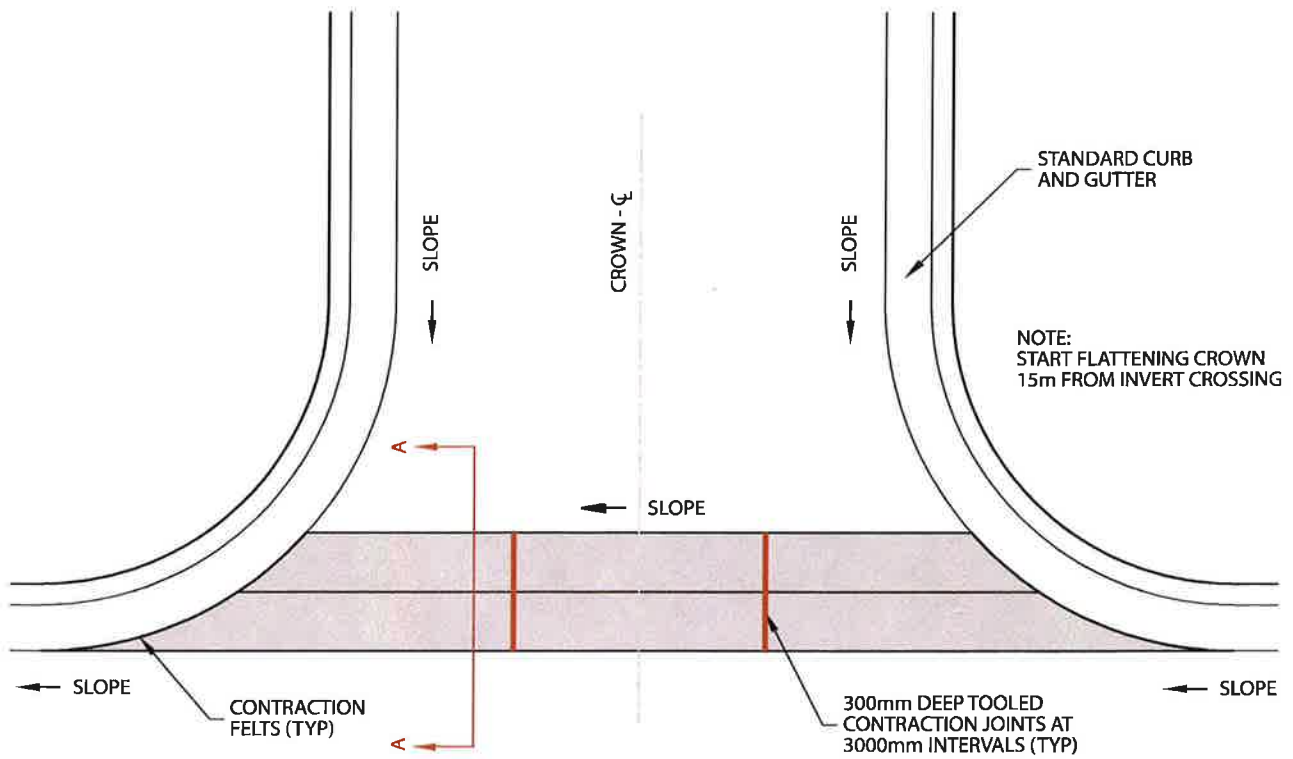 STANDARD CURB
AND GUTTER
SLOPE
CROWN - ℄
SLOPE
NOTE:
START FLATTENING CROWN
15m FROM INVERT CROSSING
A
SLOPE
SLOPE
CONTRACTION
FELTS (TYP)
A
300mm DEEP TOOLED
CONTRACTION JOINTS AT
3000mm INTERVALS (TYP)
SLOPE